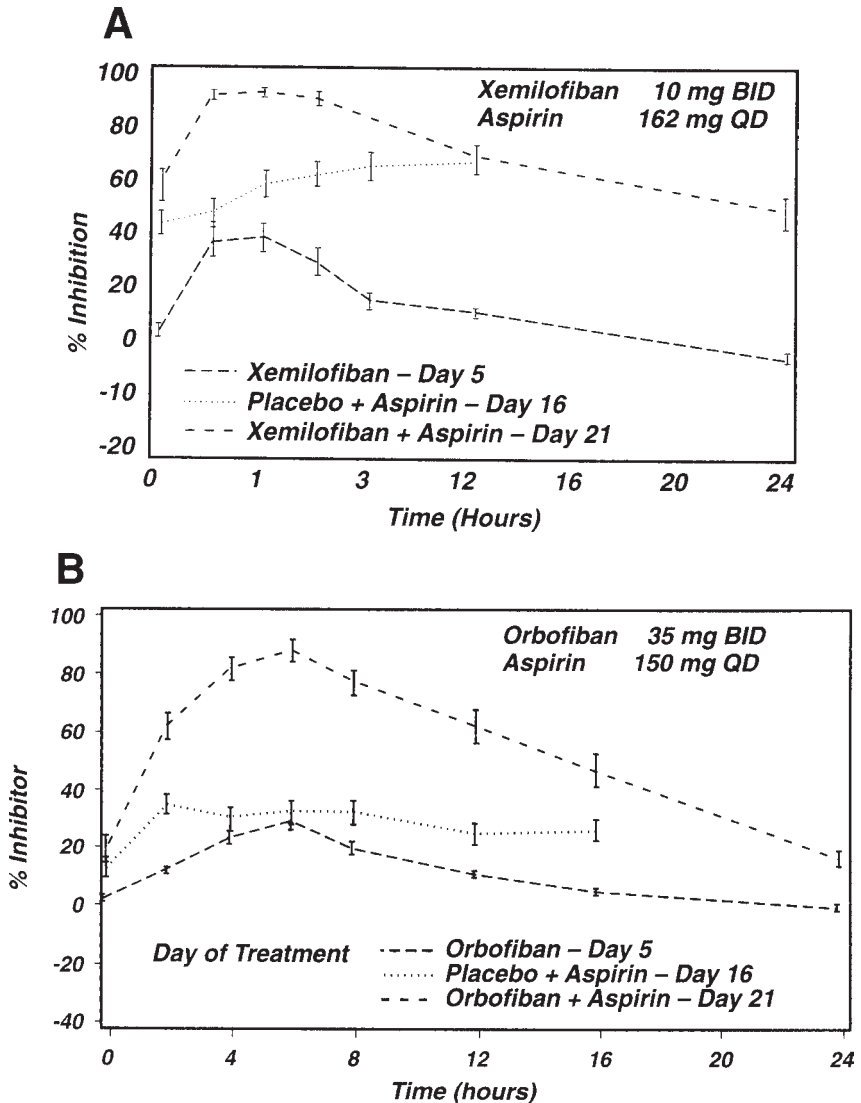 A
Xemilofiban 10 mg BID
Aspirin 162 mg QD
100
80
60
40
20
0
-10
-20
% Inhibition
Xemilofiban – Day 5
Placebo + Aspirin – Day 16
Xemilofiban + Aspirin – Day 21
0 1 3 12 16 20 24
Time (Hours)
B
Orbofiban 35 mg BID
Aspirin 150 mg QD
100
80
60
40
20
0
-20
-40
% Inhibitor
Day of Treatment
Orbofiban – Day 5
Placebo + Aspirin – Day 16
Orbofiban + Aspirin – Day 21
0 4 8 12 16 20 24
Time (hours)